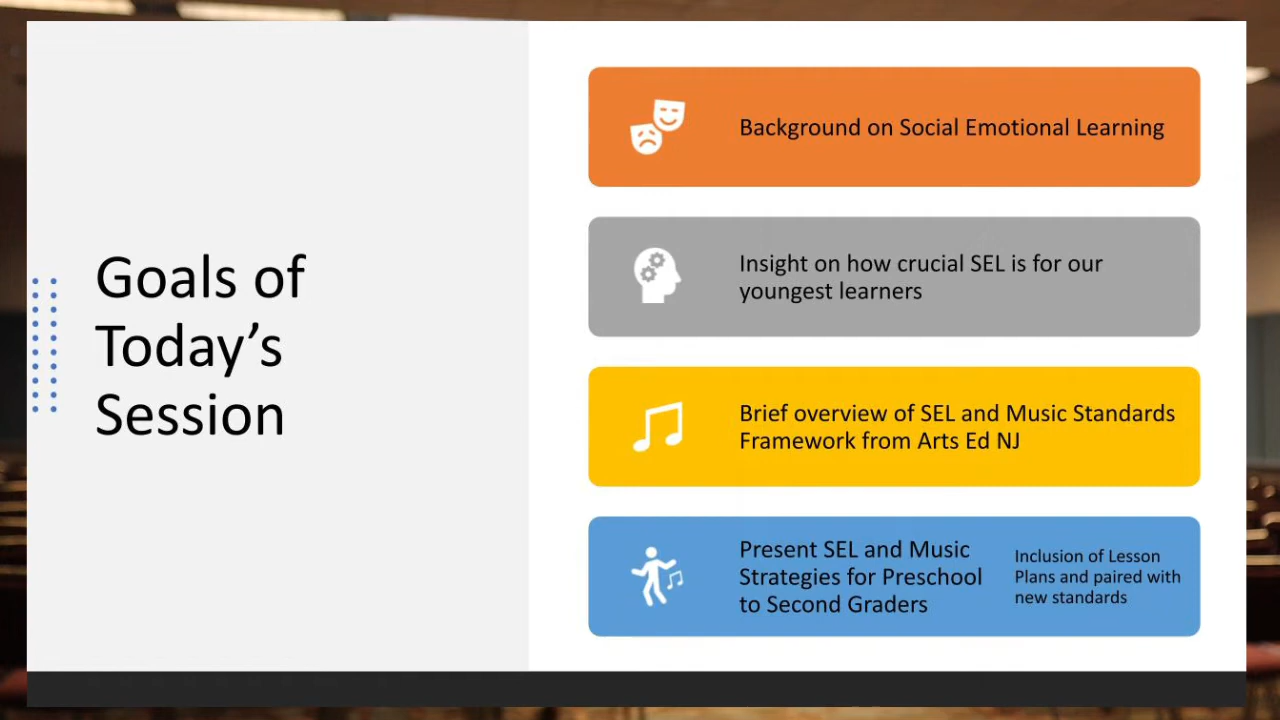 Goals of
Today’s
Session
Background on Social Emotional Learning
Insight on how crucial SEL is for our
youngest learners
Brief overview of SEL and Music Standards
Framework from Arts Ed NJ
Present SEL and Music
Strategies for Preschool
to Second Graders
Inclusion of Lesson
Plans and paired with
new standards